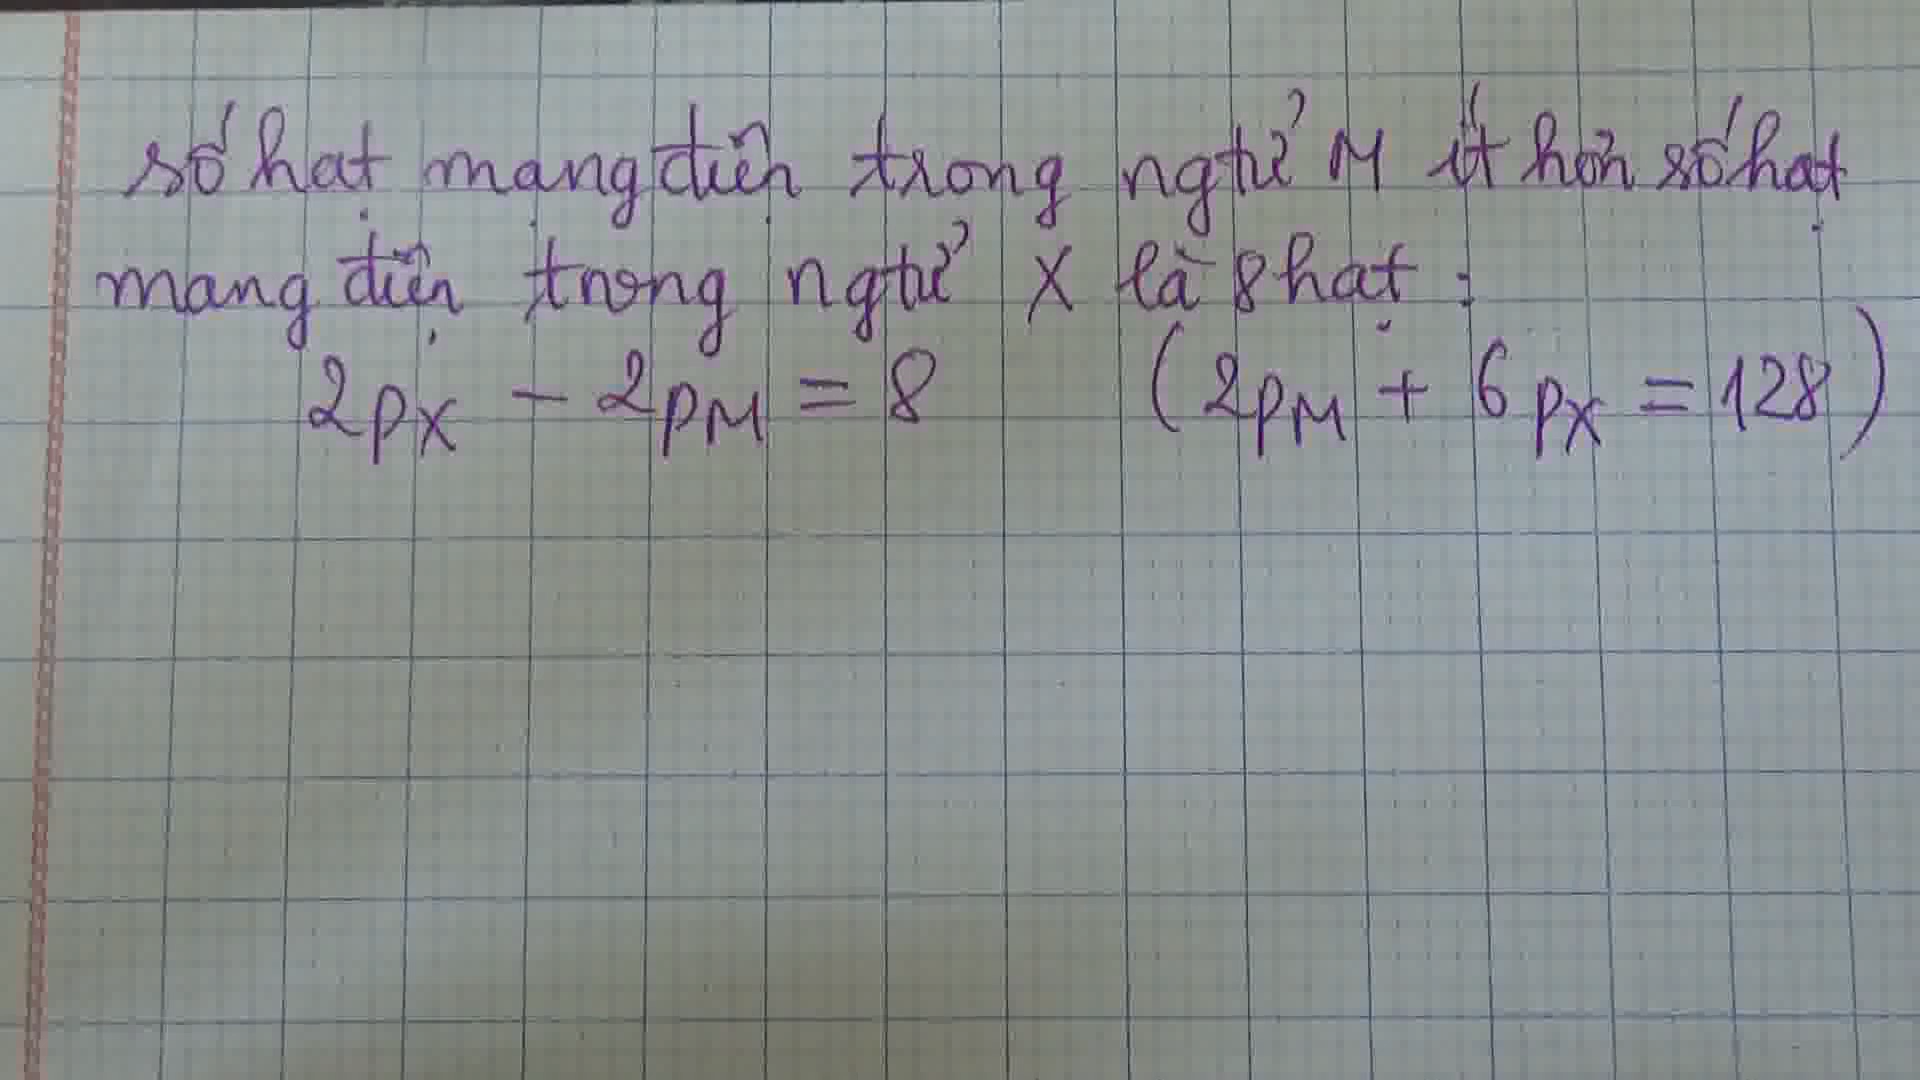 số hạt mang điện trong ngtử M ít hơn số hạt
mang điện trong ngtử X là 8 hạt :
2pX - 2pM = 8 (2pM + 6pX = 128)